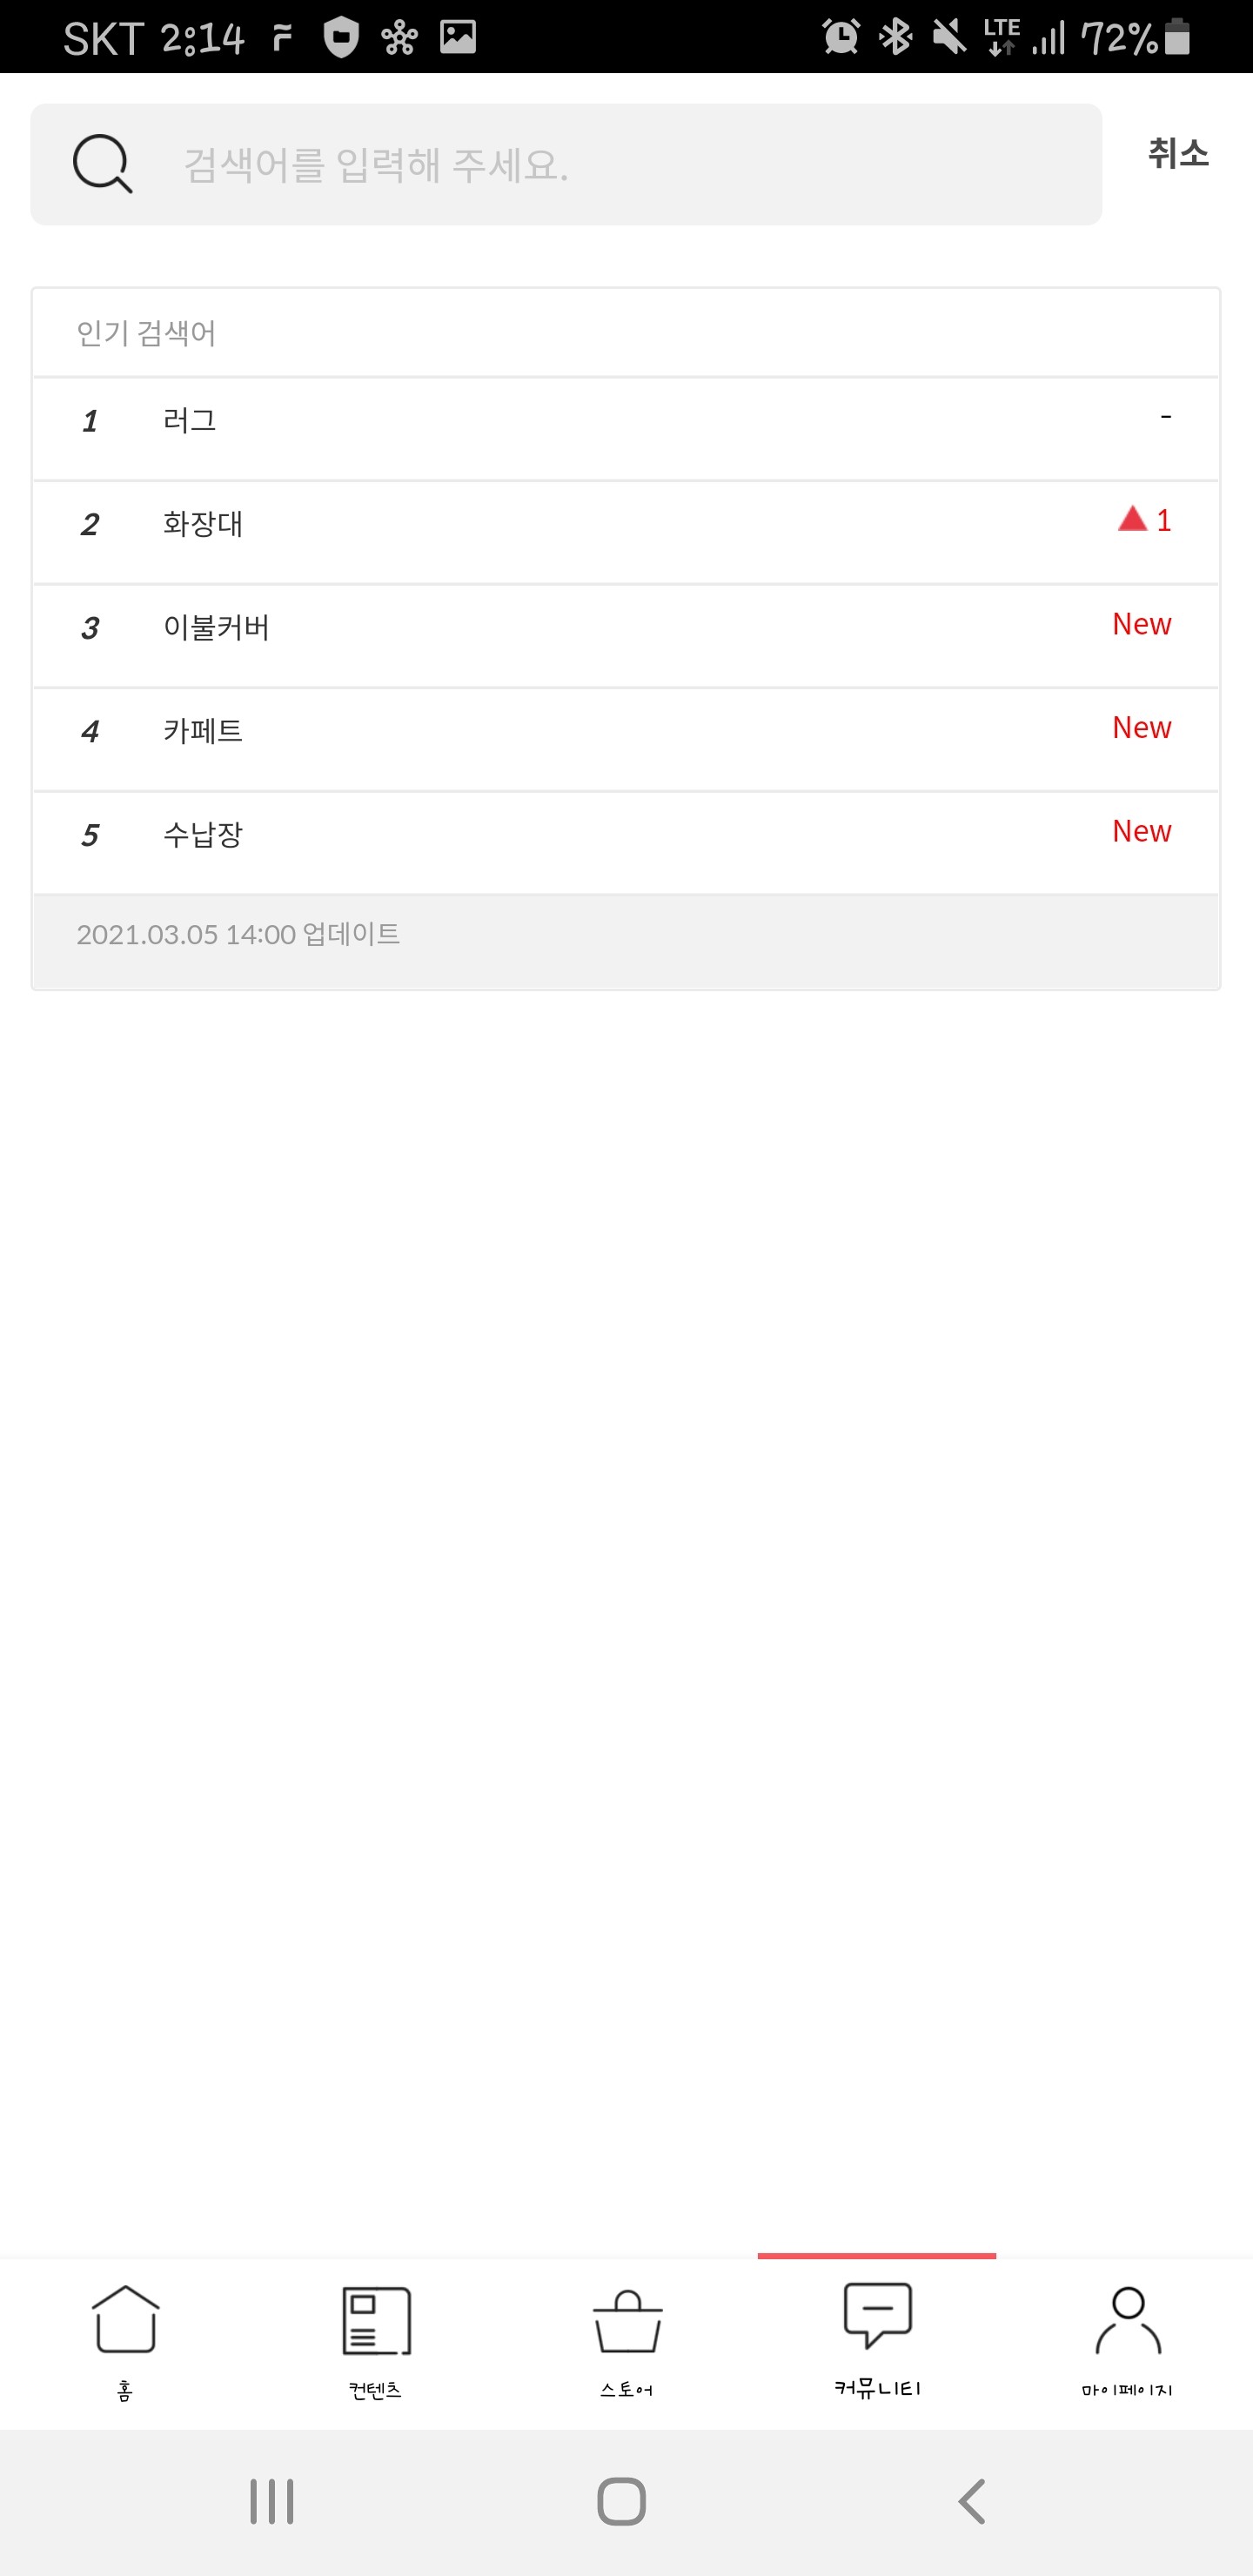 SKT 2:14 LTE 72%
검색어를 입력해 주세요. 취소
인기 검색어
1 러그 -
2 화장대 ▲ 1
3 이불커버 New
4 카페트 New
5 수납장 New
2021.03.05 14:00 업데이트
홈 컨텐츠 스토어 커뮤니티 마이페이지